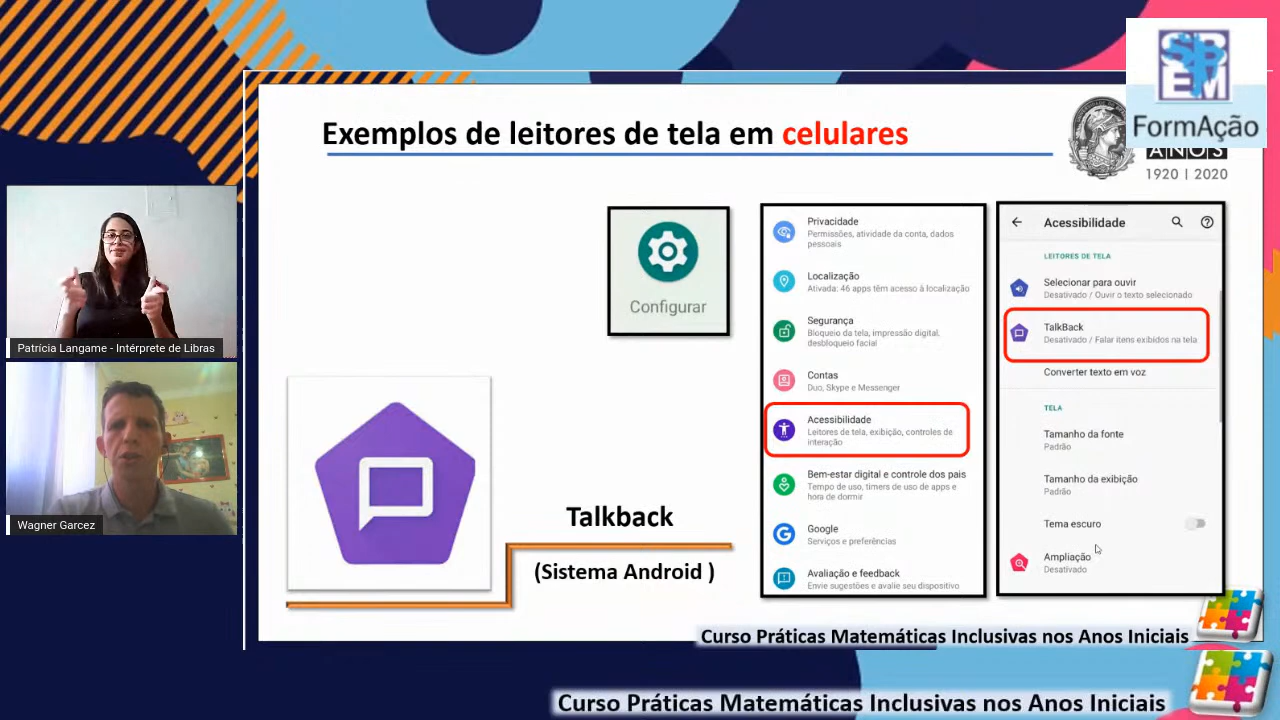 SBEM
FormAção
Exemplos de leitores de tela em celulares
ANOS
1920 | 2020
Patrícia Langame - Intérprete de Libras
Wagner Garcez
Configurar
Talkback
(Sistema Android )
Privacidade
Permissões, atividade da conta, dados
pessoais
Localização
Ativada: 46 apps têm acesso à localização
Segurança
Bloqueio da tela, impressão digital,
desbloqueio facial
Contas
Duo, Skype e Messenger
Acessibilidade
Leitores de tela, exibição, controles de
interação
Bem-estar digital e controle dos pais
Tempo de uso, timers de uso de apps e
hora de dormir
Google
Serviços e preferências
Avaliação e feedback
Envie sugestões e avalie seu dispositivo
Acessibilidade
LEITORES DE TELA
Selecionar para ouvir
Desativado / Ouvir o texto selecionado
TalkBack
Desativado / Falar itens exibidos na tela
Converter texto em voz
TELA
Tamanho da fonte
Padrão
Tamanho da exibição
Padrão
Tema escuro
Ampliação
Desativado
Curso Práticas Matemáticas Inclusivas nos Anos Iniciais
Curso Práticas Matemáticas Inclusivas nos Anos Iniciais